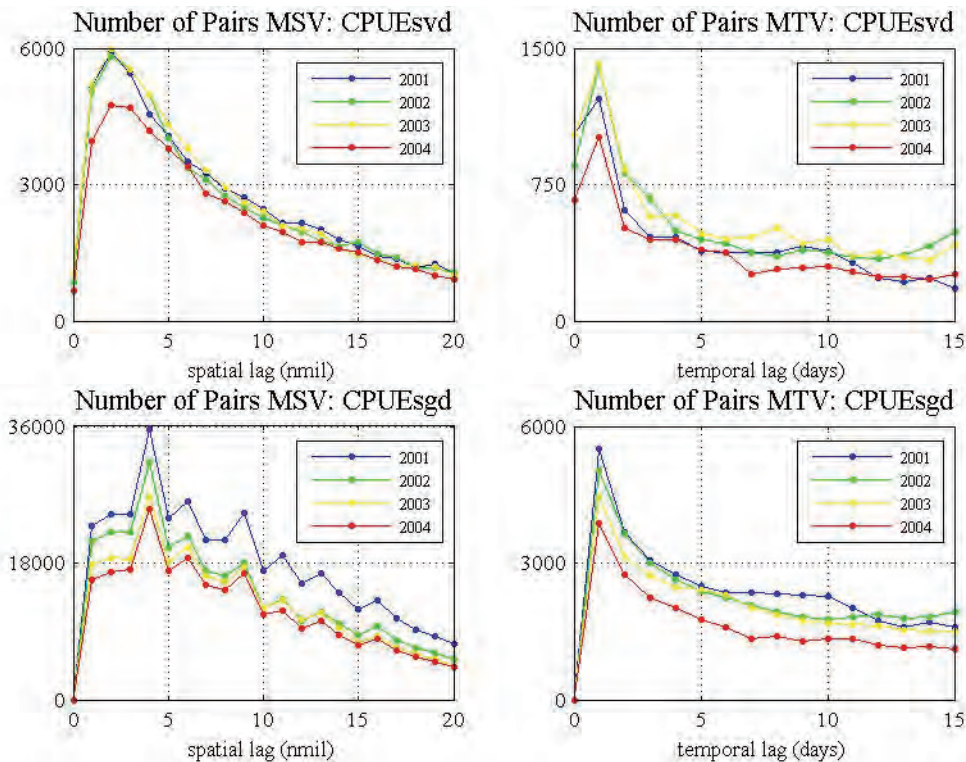 Number of Pairs MSV: CPUEsvd
6000
3000
0
0 5 10 15 20
spatial lag (nmil)
2001
2002
2003
2004
Number of Pairs MTV: CPUEsvd
1500
750
0
0 5 10 15
temporal lag (days)
2001
2002
2003
2004
Number of Pairs MSV: CPUEsgd
36000
18000
0
0 5 10 15 20
spatial lag (nmil)
2001
2002
2003
2004
Number of Pairs MTV: CPUEsgd
6000
3000
0
0 5 10 15
temporal lag (days)
2001
2002
2003
2004